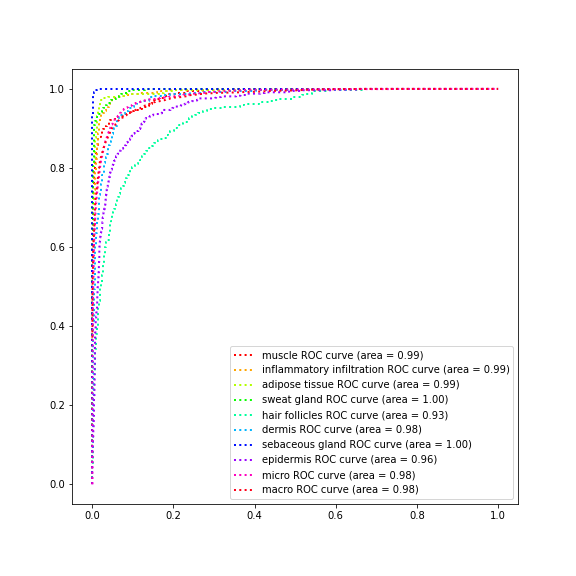 1.0
0.8
0.6
0.4
0.2
0.0
muscle ROC curve (area = 0.99)
inflammatory infiltration ROC curve (area = 0.99)
adipose tissue ROC curve (area = 0.99)
sweat gland ROC curve (area = 1.00)
hair follicles ROC curve (area = 0.93)
dermis ROC curve (area = 0.98)
sebaceous gland ROC curve (area = 1.00)
epidermis ROC curve (area = 0.96)
micro ROC curve (area = 0.98)
macro ROC curve (area = 0.98)
0.0 0.2 0.4 0.6 0.8 1.0